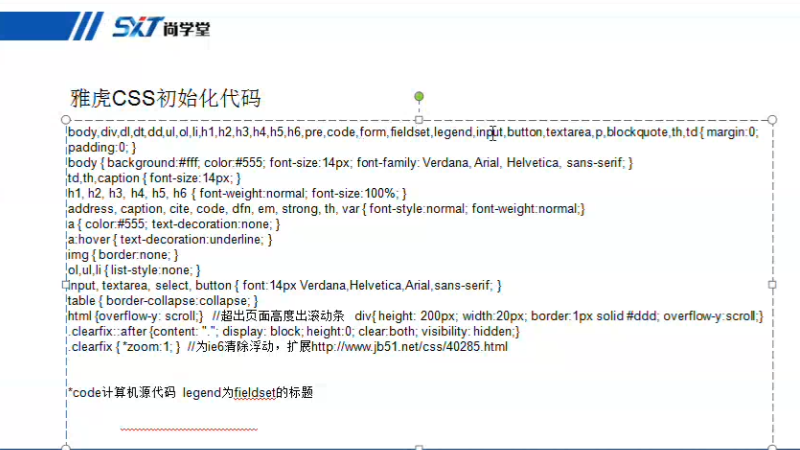 SXT尚学堂
雅虎CSS初始化代码
body,div,dl,dt,dd,ul,ol,li,h1,h2,h3,h4,h5,h6,pre,code,form,fieldset,legend,input,button,textarea,p,blockquote,th,td { margin:0;
padding:0; }
body { background:#fff; color:#555; font-size:14px; font-family: Verdana, Arial, Helvetica, sans-serif; }
td,th,caption { font-size:14px; }
h1, h2, h3, h4, h5, h6 { font-weight:normal; font-size:100%; }
address, caption, cite, code, dfn, em, strong, th, var { font-style:normal; font-weight:normal;}
a { color:#555; text-decoration:none; }
a:hover { text-decoration:underline; }
img { border:none; }
ol,ul,li { list-style:none; }
input, textarea, select, button { font:14px Verdana,Helvetica,Arial,sans-serif; }
table { border-collapse:collapse; }
html {overflow-y: scroll;} //超出页面高度出滚动条 div{ height: 200px; width:20px; border:1px solid #ddd; overflow-y:scroll;}
.clearfix::after {content: "."; display: block; height:0; clear:both; visibility: hidden;}
.clearfix { *zoom:1; } //为ie6清除浮动，扩展http://www.jb51.net/css/40285.html
*code计算机源代码 legend为fieldset的标题